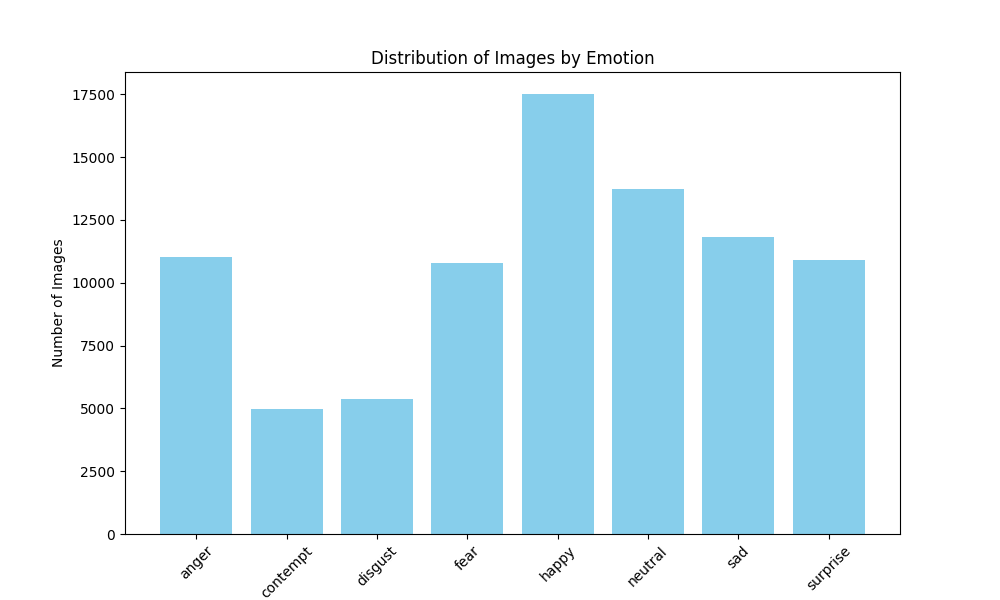 Distribution of Images by Emotion
Number of Images
17500
15000
12500
10000
7500
5000
2500
0
anger
contempt
disgust
fear
happy
neutral
sad
surprise